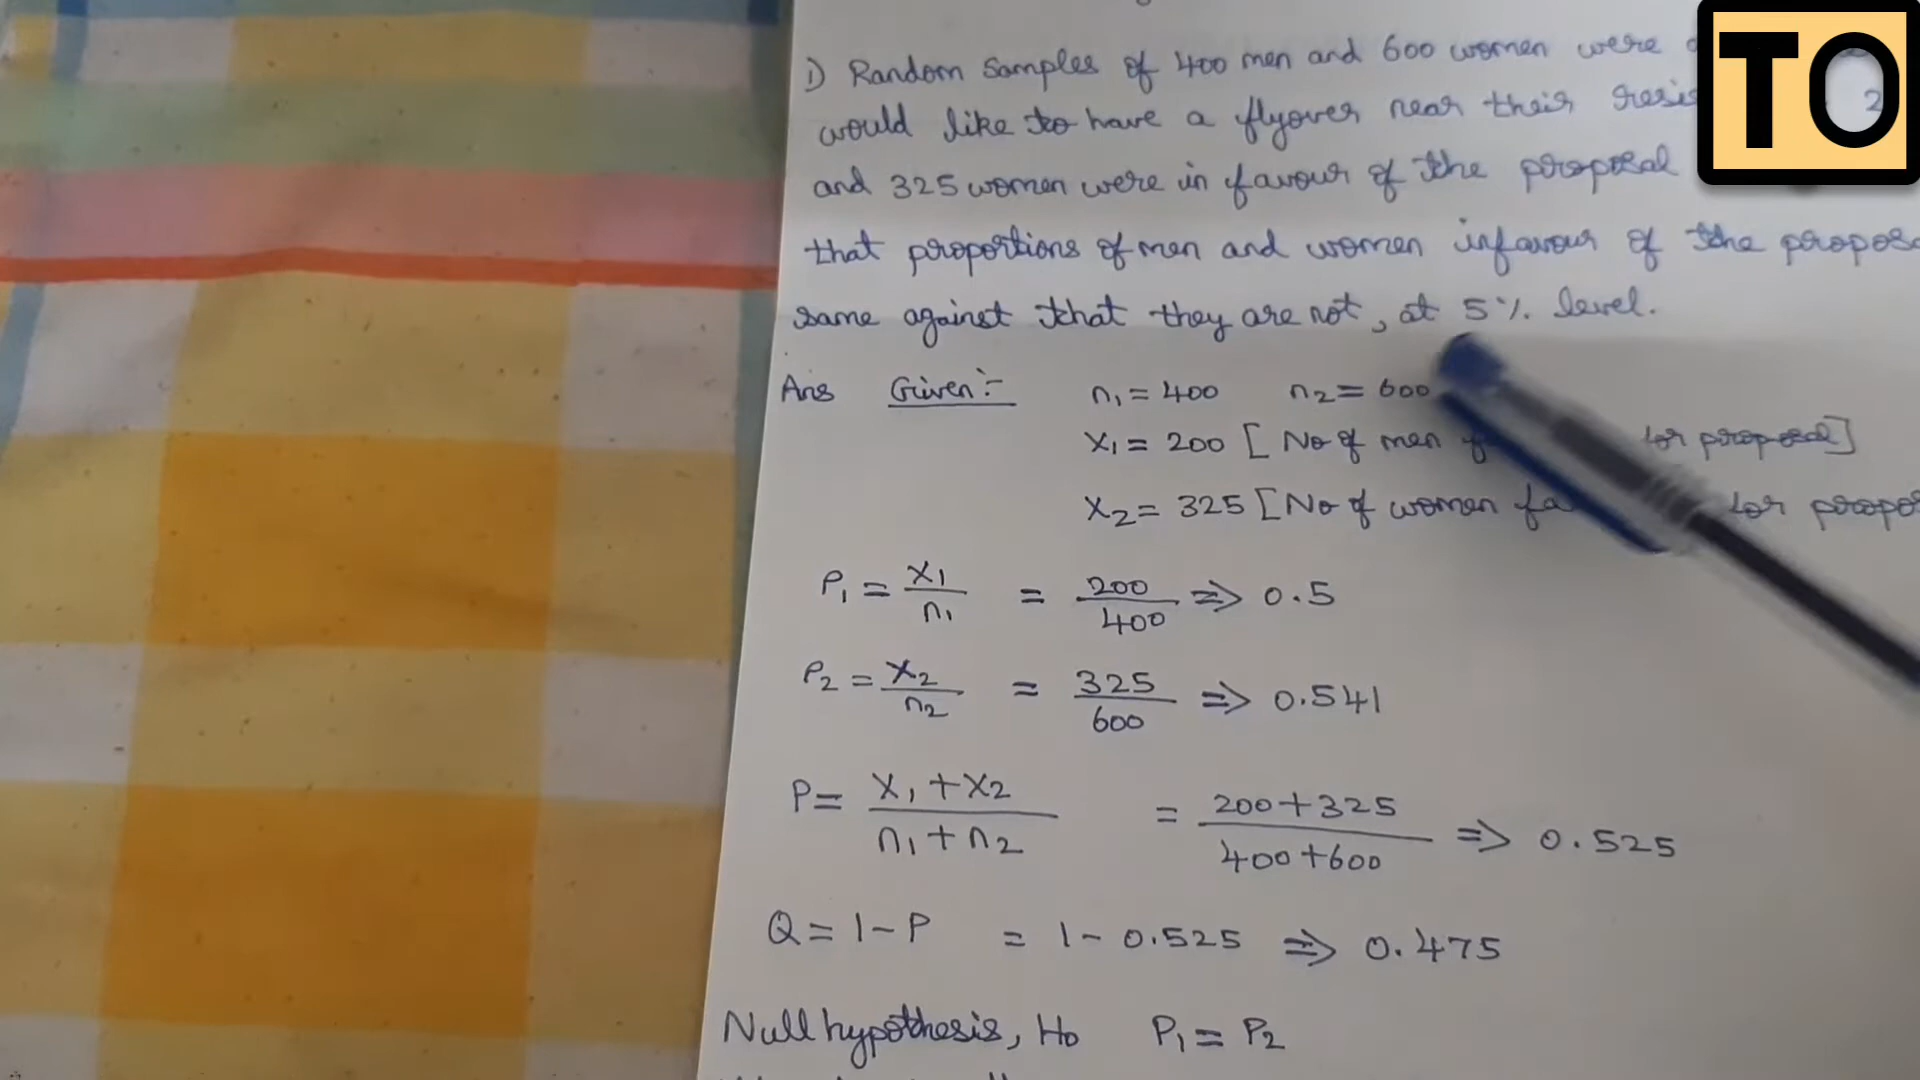 TO
1) Random Samples of 400 men and 600 women were
would like to have a flyover near their 2
and 325 women were in favour of the proposal
that proportions of men and women infavour of the
same against that they are not, at 5% level.
Ans Given:- n1 = 400 n2 = 600
X1 = 200 [ No of men for proposal]
X2 = 325 [No of women for
P1 = X1/n1 = 200/400 => 0.5
P2 = X2/n2 = 325/600 => 0.541
P = X1+X2/n1+n2 = 200+325/400+600 => 0.525
Q = 1-P = 1-0.525 => 0.475
Null hypothesis, Ho P1 = P2